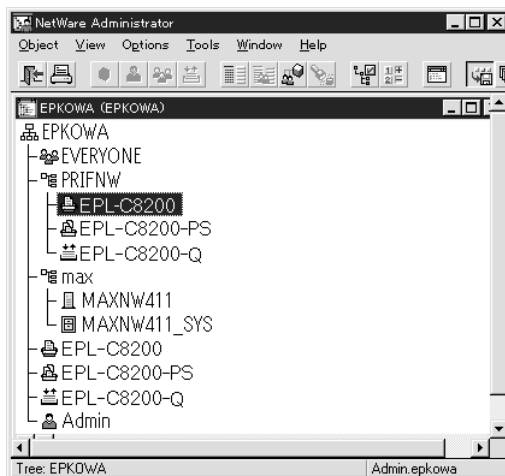 NetWare Administrator
Object View Options Tools Window Help
EPKOWA (EPKOWA)
EPKOWA
EVERYONE
PRIFNW
EPL-C8200
EPL-C8200-PS
EPL-C8200-Q
max
MAXNW411
MAXNW411_SYS
EPL-C8200
EPL-C8200-PS
EPL-C8200-Q
Admin
Tree: EPKOWA Admin.epkowa